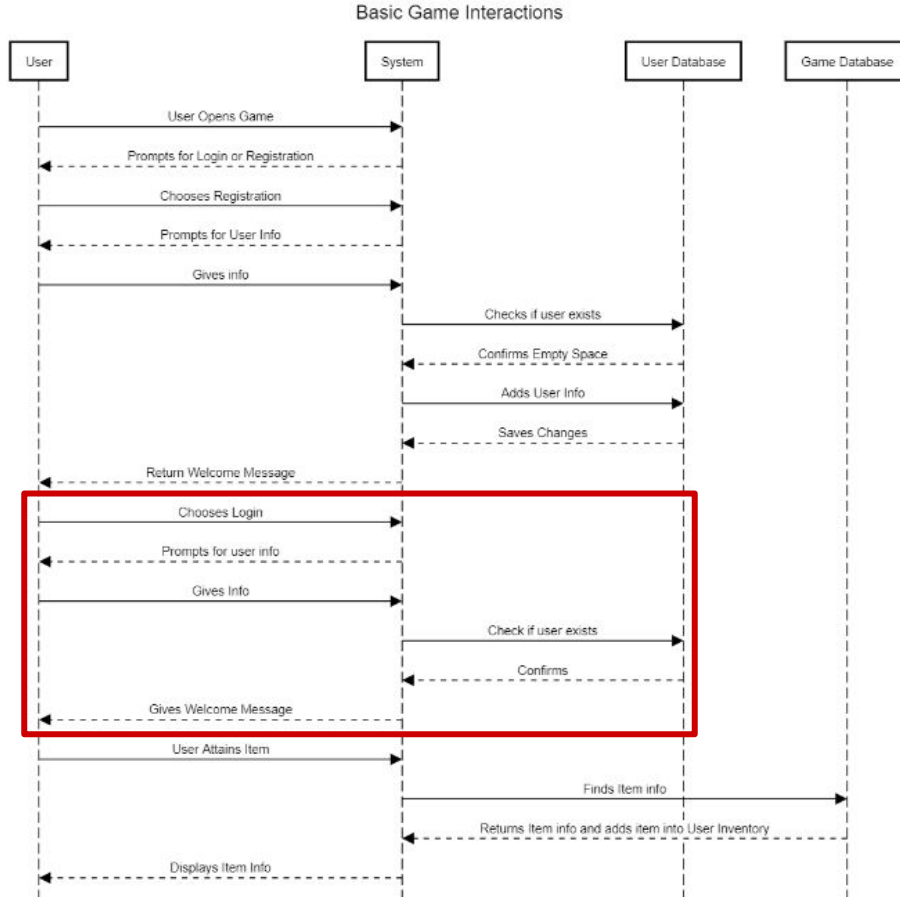 Basic Game Interactions
User
System
User Database
Game Database
User Opens Game
Prompts for Login or Registration
Chooses Registration
Prompts for User Info
Gives info
Checks if user exists
Confirms Empty Space
Adds User Info
Saves Changes
Return Welcome Message
Chooses Login
Prompts for user info
Gives Info
Check if user exists
Confirms
Gives Welcome Message
User Attains Item
Finds Item info
Returns Item info and adds item into User Inventory
Displays Item Info